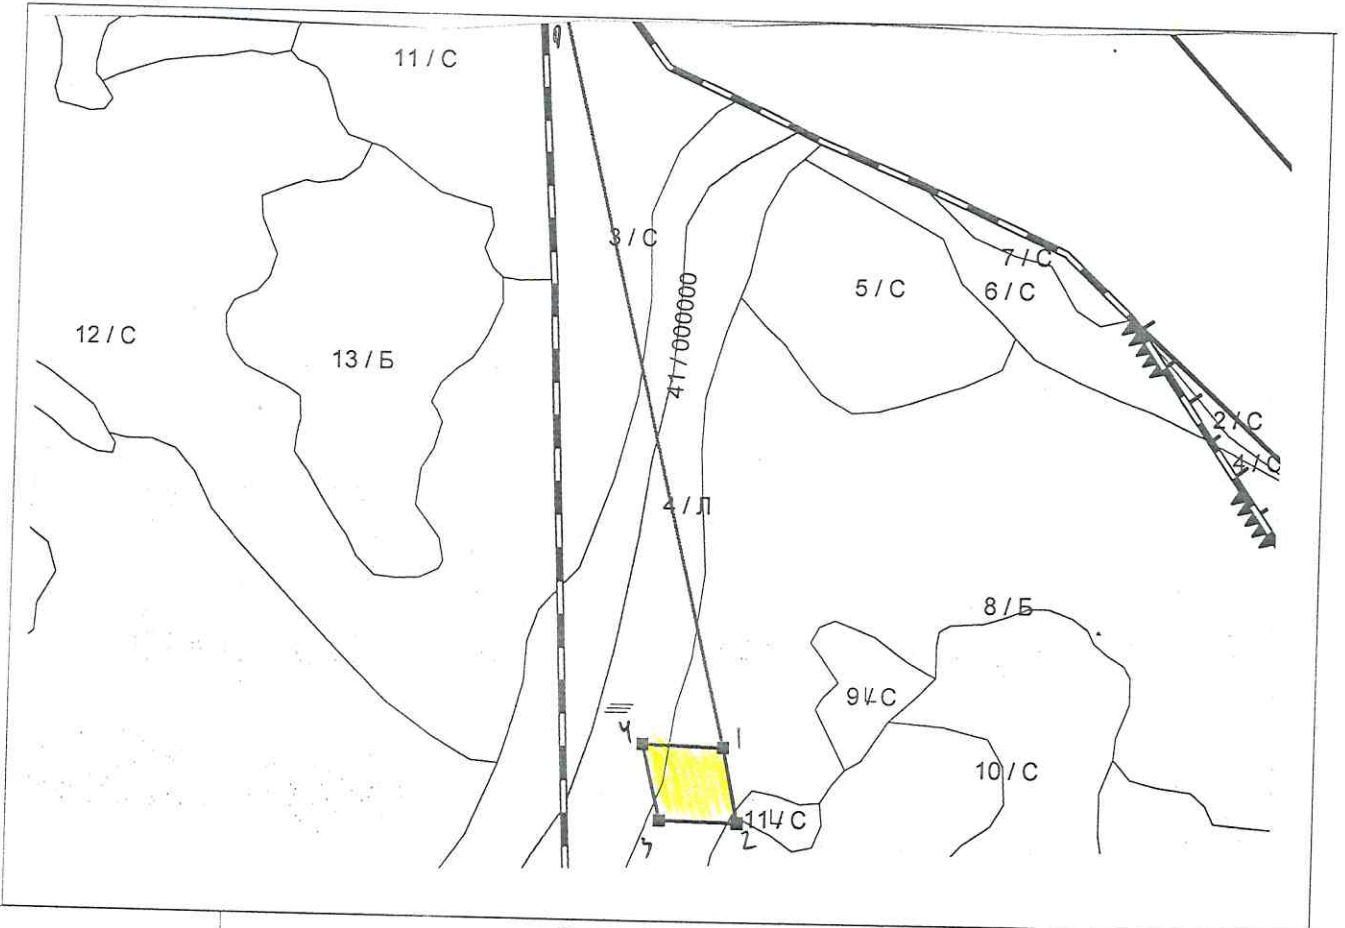 11 / С
3 / С
7 / С
5 / С
6 / С
12 / С
41 / 000000
13 / Б
2 / С
4 / С
4 / Л
8 / Б
9 С
4
1
10 / С
11 С
3
2